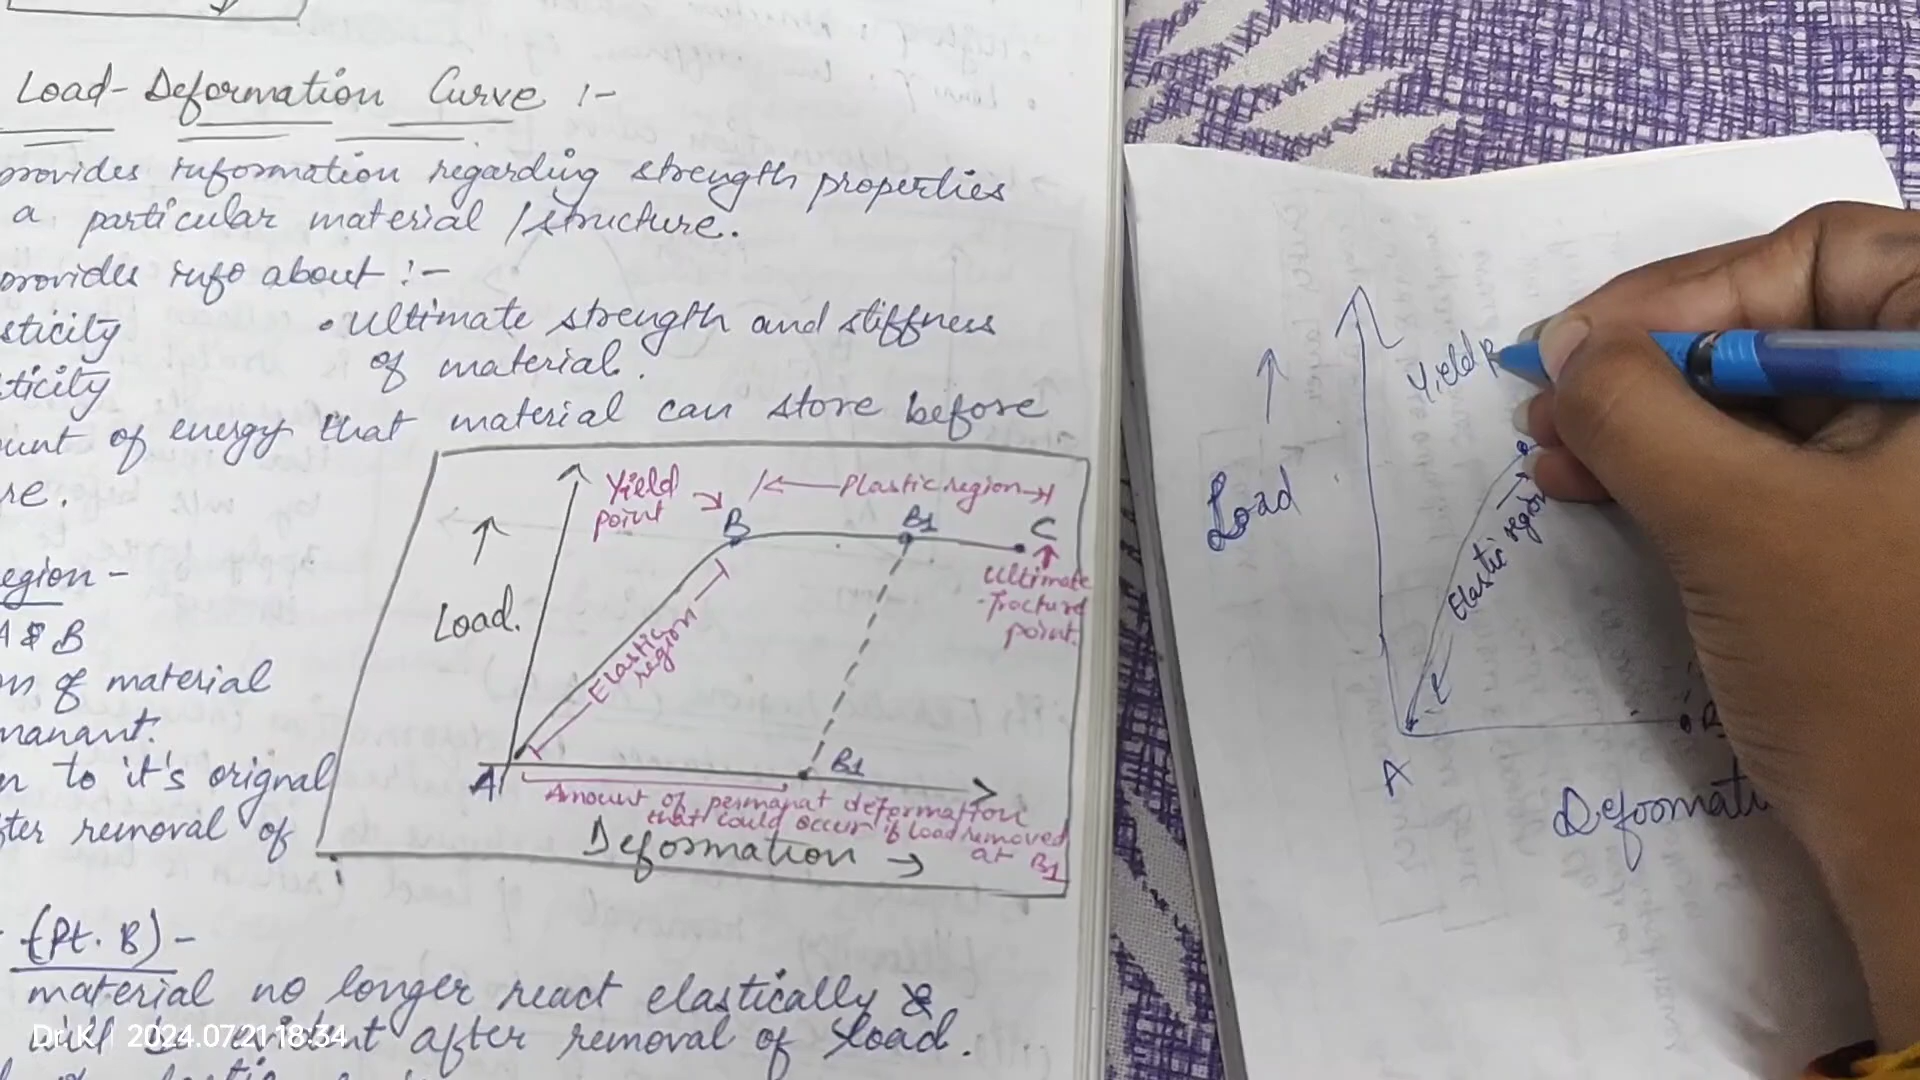 Load-Deformation Curve :-
provides information regarding strength properties
a particular material / structure.
provides info about :-
sticity
• ultimate strength and stiffness
of material.
ticity
unt of energy that material can store before
re.
Yield
point
Plastic region
B
B1
C
Ultimate
fracture
point.
Load.
Elastic
region
A
B1
Amount of permanat deformation
that could occur if load removed
at B1
Deformation →
egion -
A & B
of material
manant.
n to it's orignal
ter removal of
(Pt. B) -
material no longer react elastically &
will be evident after removal of load.
Dr. K | 2024.07.21 18:34
Yield p
Load
Elastic region
A
B
Deformati